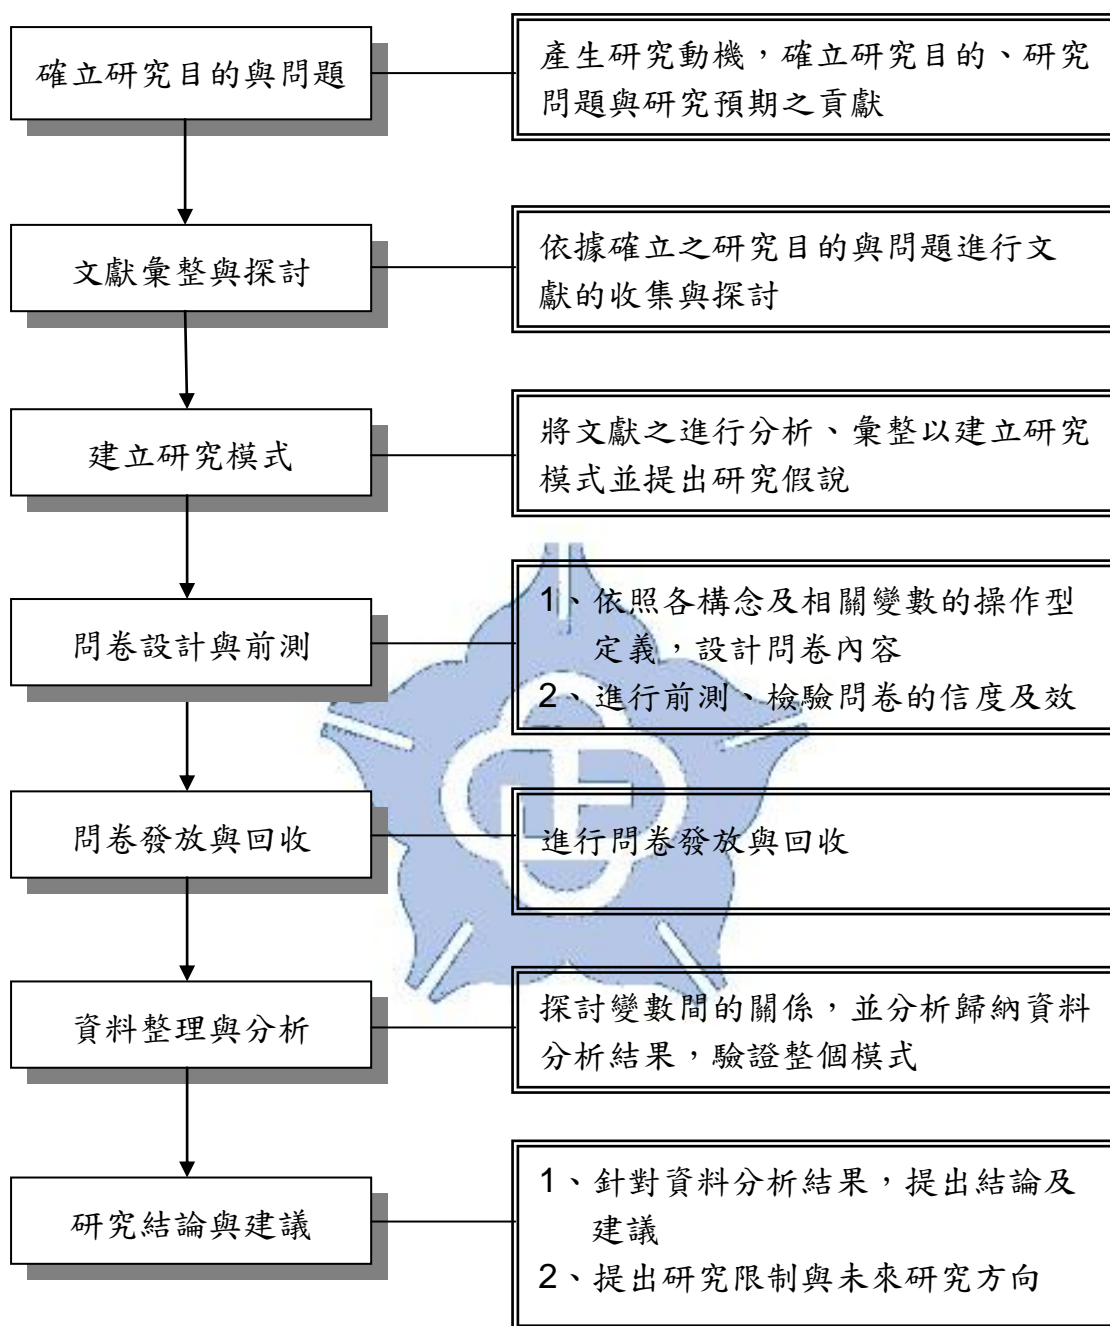 確立研究目的與問題
產生研究動機，確立研究目的、研究
問題與研究預期之貢獻
文獻彙整與探討
依據確立之研究目的與問題進行文
獻的收集與探討
建立研究模式
將文獻之進行分析、彙整以建立研究
模式並提出研究假說
問卷設計與前測
1、依照各構念及相關變數的操作型
定義，設計問卷內容
2、進行前測、檢驗問卷的信度及效
問卷發放與回收
進行問卷發放與回收
資料整理與分析
探討變數間的關係，並分析歸納資料
分析結果，驗證整個模式
研究結論與建議
1、針對資料分析結果，提出結論及
建議
2、提出研究限制與未來研究方向